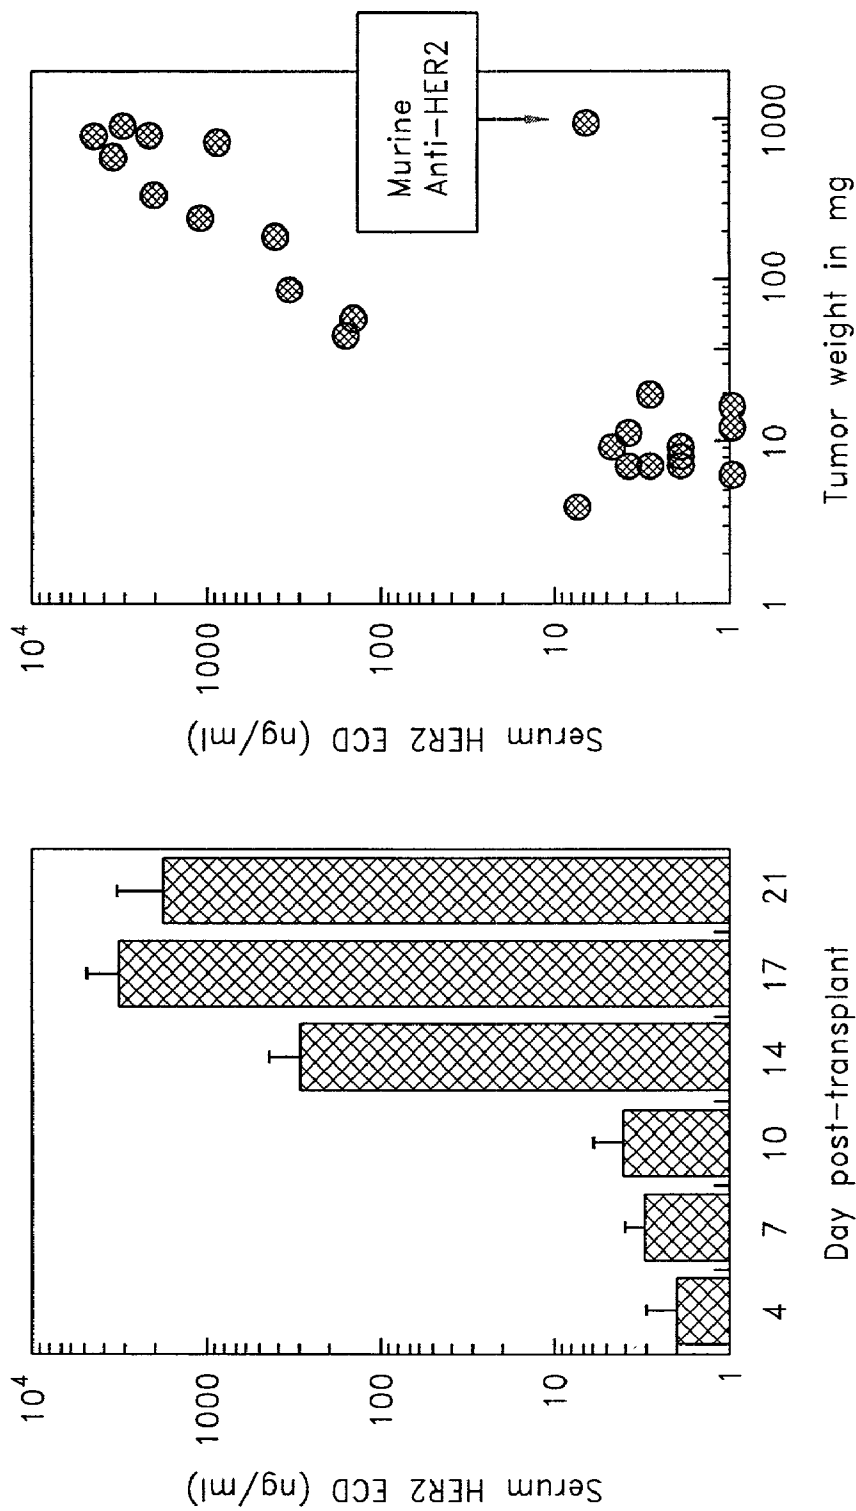 Serum HER2 ECD (ng/ml)
10⁴
1000
100
10
1
4 7 10 14 17 21
Day post-transplant
Serum HER2 ECD (ng/ml)
10⁴
1000
100
10
1
Murine
Anti-HER2
1 10 100 1000
Tumor weight in mg